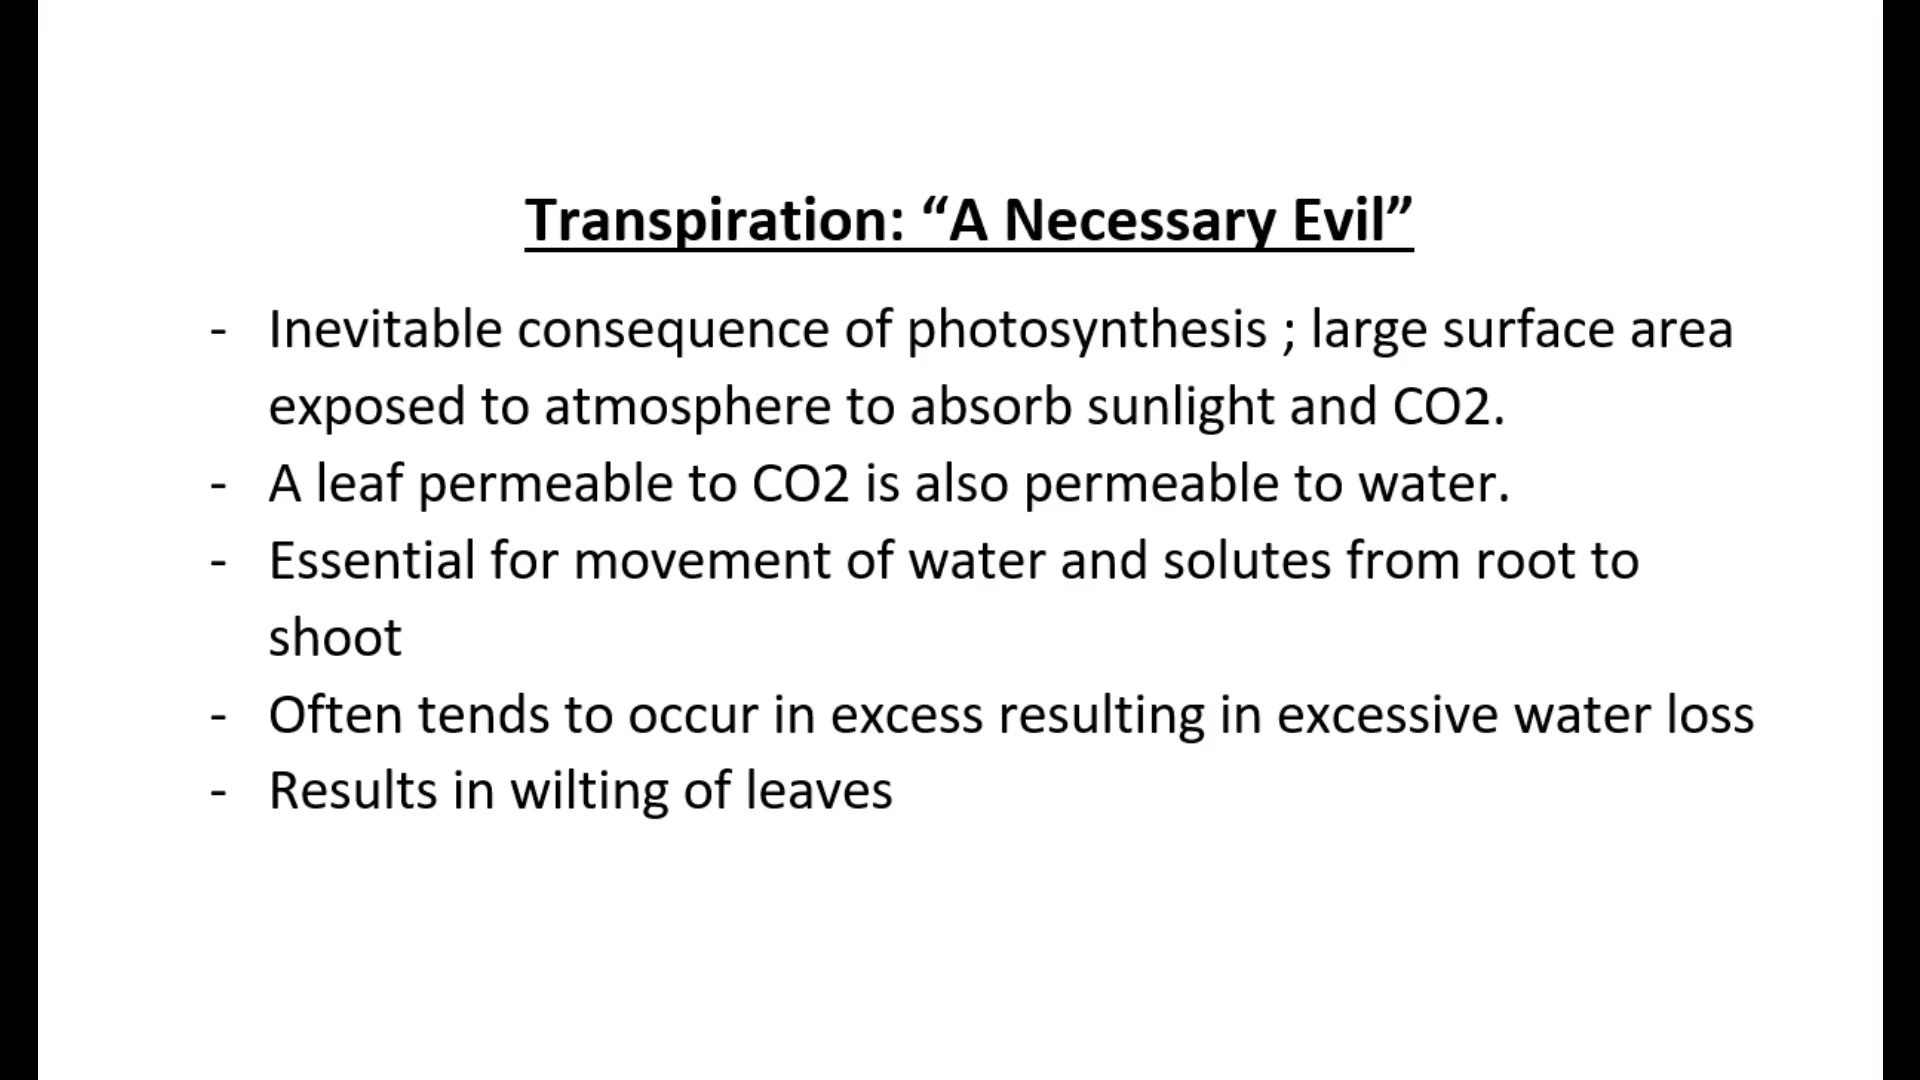 Transpiration: “A Necessary Evil”
- Inevitable consequence of photosynthesis ; large surface area
exposed to atmosphere to absorb sunlight and CO2.
- A leaf permeable to CO2 is also permeable to water.
- Essential for movement of water and solutes from root to
shoot
- Often tends to occur in excess resulting in excessive water loss
- Results in wilting of leaves